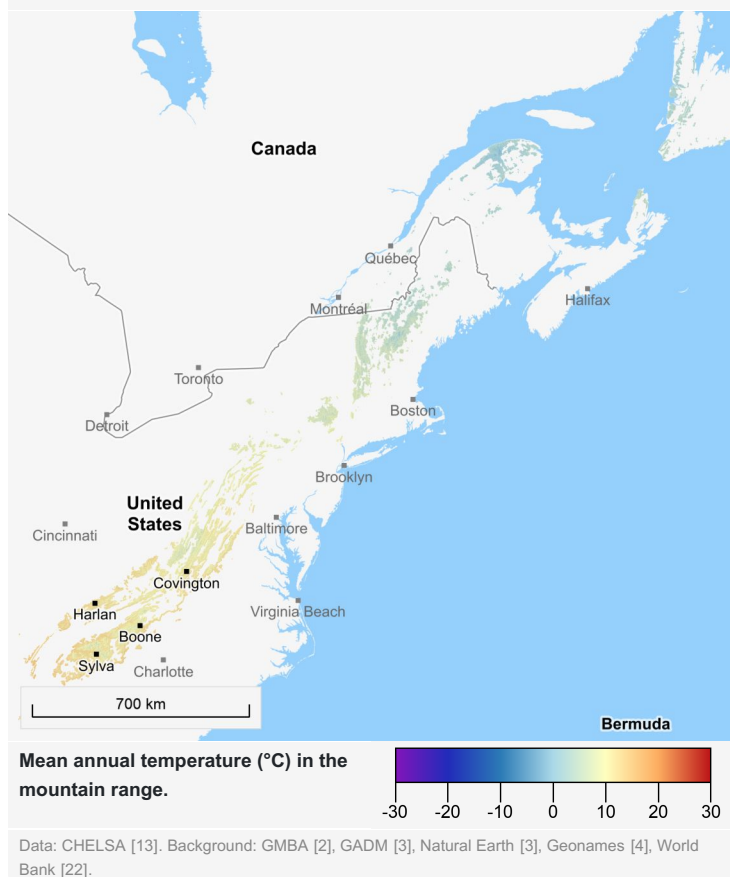 Canada
Québec
Montréal
Halifax
Toronto
Detroit
Boston
Brooklyn
United
States
Cincinnati
Baltimore
Covington
Harlan
Virginia Beach
Boone
Sylva
Charlotte
700 km
Bermuda
Mean annual temperature (°C) in the
mountain range.
-30 -20 -10 0 10 20 30
Data: CHELSA [13]. Background: GMBA [2], GADM [3], Natural Earth [3], Geonames [4], World
Bank [22].